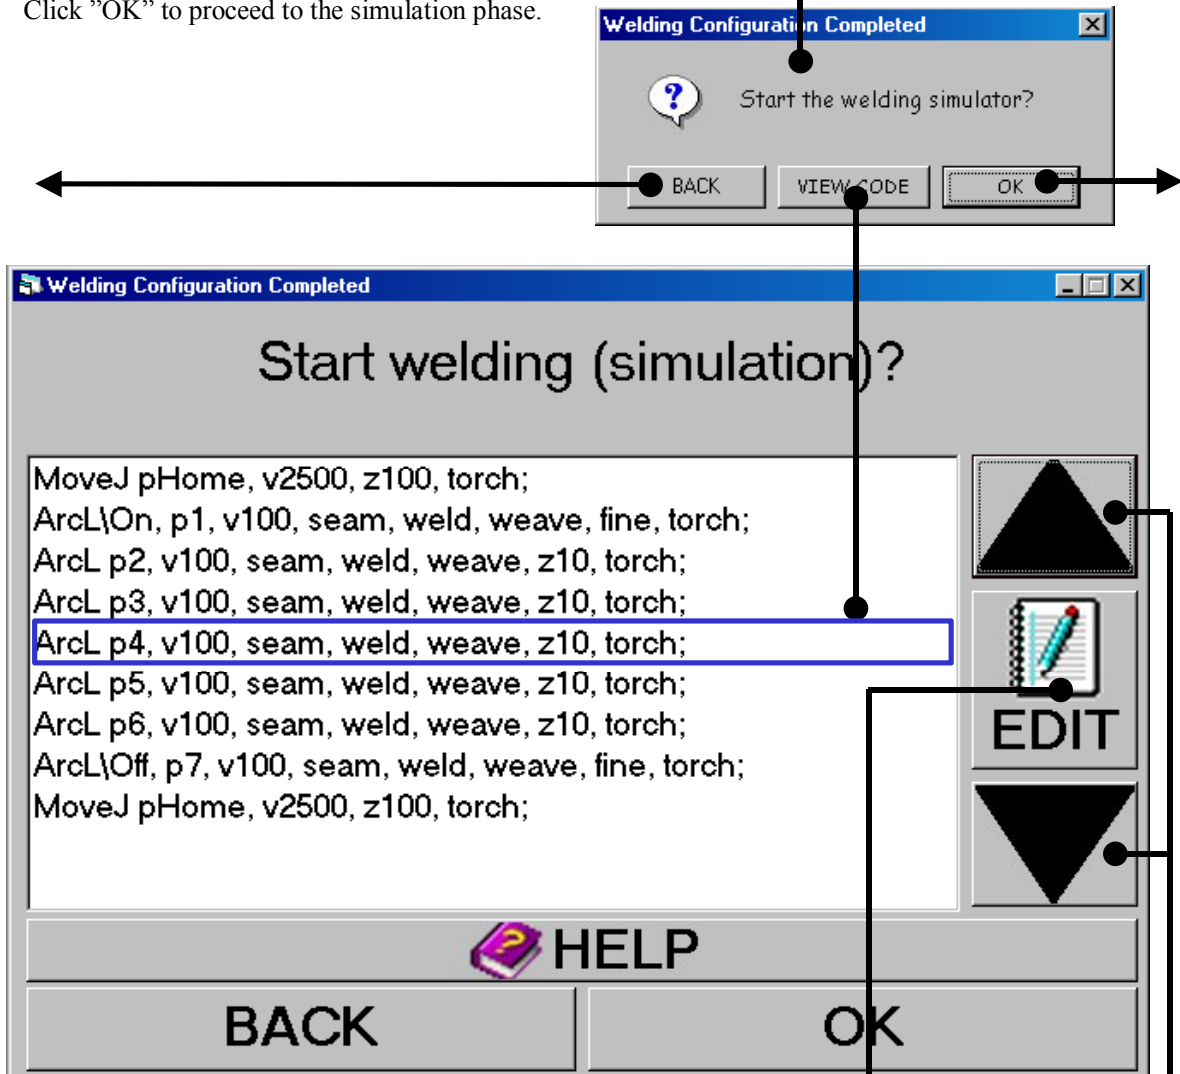 Click ”OK” to proceed to the simulation phase.
Welding Configuration Completed
Start the welding simulator?
BACK VIEW CODE OK
Welding Configuration Completed
Start welding (simulation)?
MoveJ pHome, v2500, z100, torch;
ArcL\On, p1, v100, seam, weld, weave, fine, torch;
ArcL p2, v100, seam, weld, weave, z10, torch;
ArcL p3, v100, seam, weld, weave, z10, torch;
ArcL p4, v100, seam, weld, weave, z10, torch;
ArcL p5, v100, seam, weld, weave, z10, torch;
ArcL p6, v100, seam, weld, weave, z10, torch;
ArcL\Off, p7, v100, seam, weld, weave, fine, torch;
MoveJ pHome, v2500, z100, torch;
EDIT
HELP
BACK OK